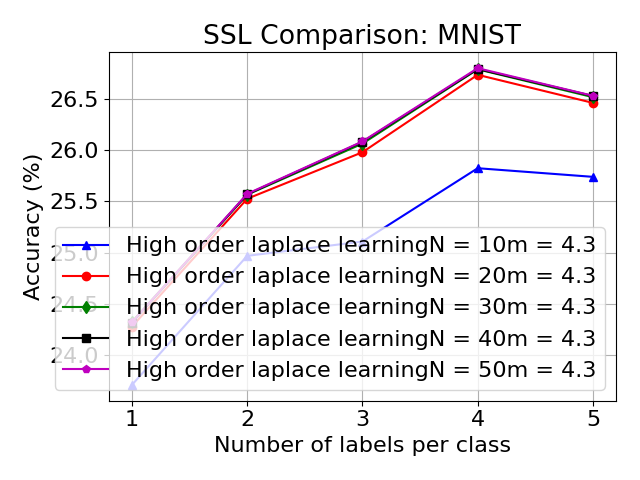 SSL Comparison: MNIST
Accuracy (%)
26.5
26.0
25.5
25.0
24.5
24.0
High order laplace learningN = 10m = 4.3
High order laplace learningN = 20m = 4.3
High order laplace learningN = 30m = 4.3
High order laplace learningN = 40m = 4.3
High order laplace learningN = 50m = 4.3
1 2 3 4 5
Number of labels per class